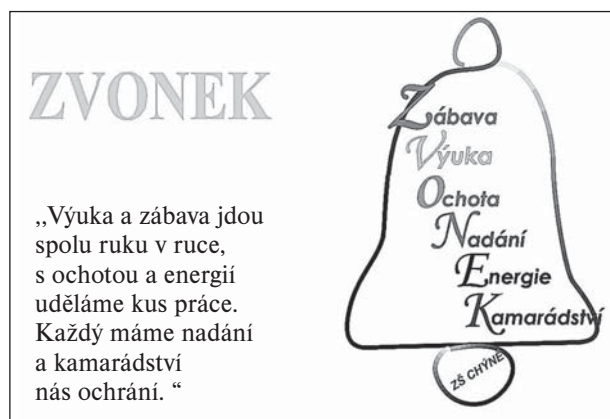 ZVONEK
,,Výuka a zábava jdou
spolu ruku v ruce,
s ochotou a energií
uděláme kus práce.
Každý máme nadání
a kamarádství
nás ochrání. “
Zábava
Výuka
Ochota
Nadání
Energie
Kamarádství
ZŠ CHÝNĚ